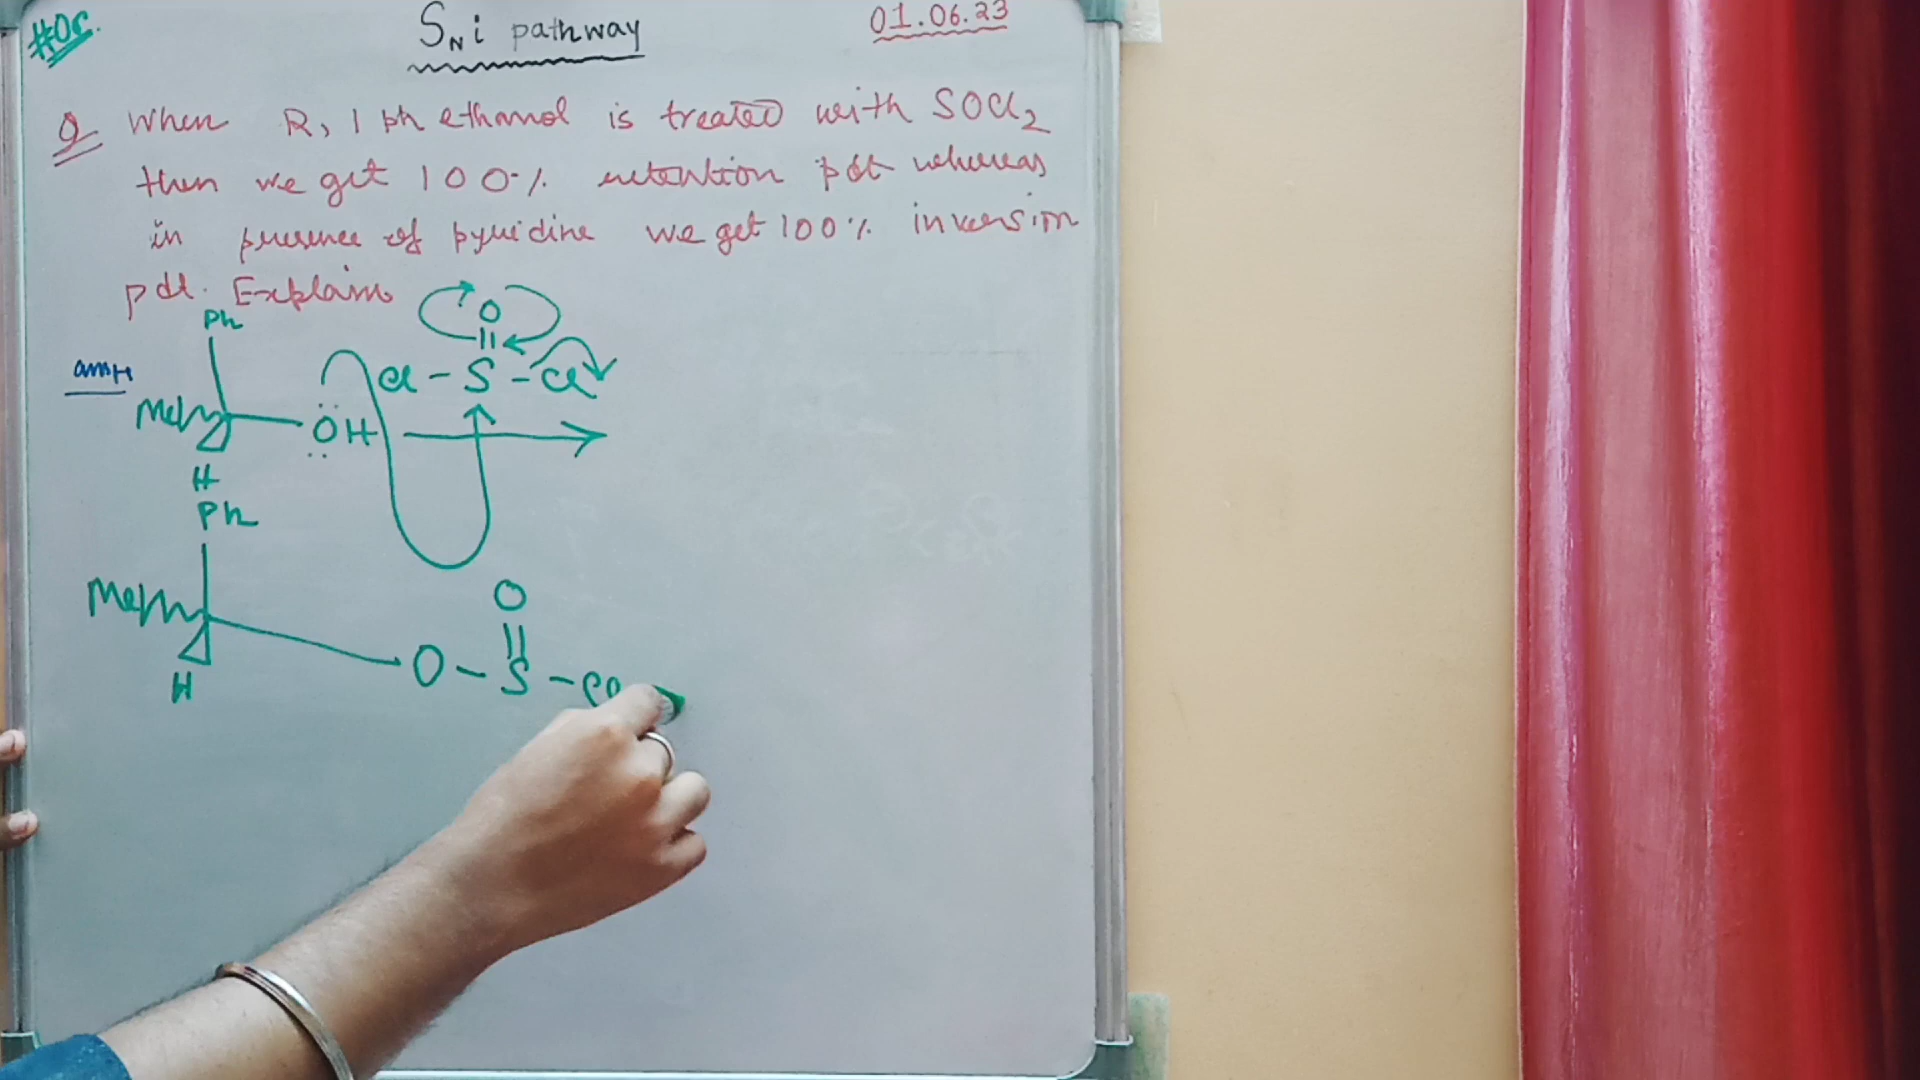 #OC
SNi pathway
01.06.23
Q When R, 1 ph ethanol is treated with SOCl2
then we get 100% retention pdt whereas
in presence of pyridine we get 100% inversion
pdt. Explain
Ph
O
ans
Cl - S - Cl
Me
OH
H
Ph
O
Me
O - S - Cl
H